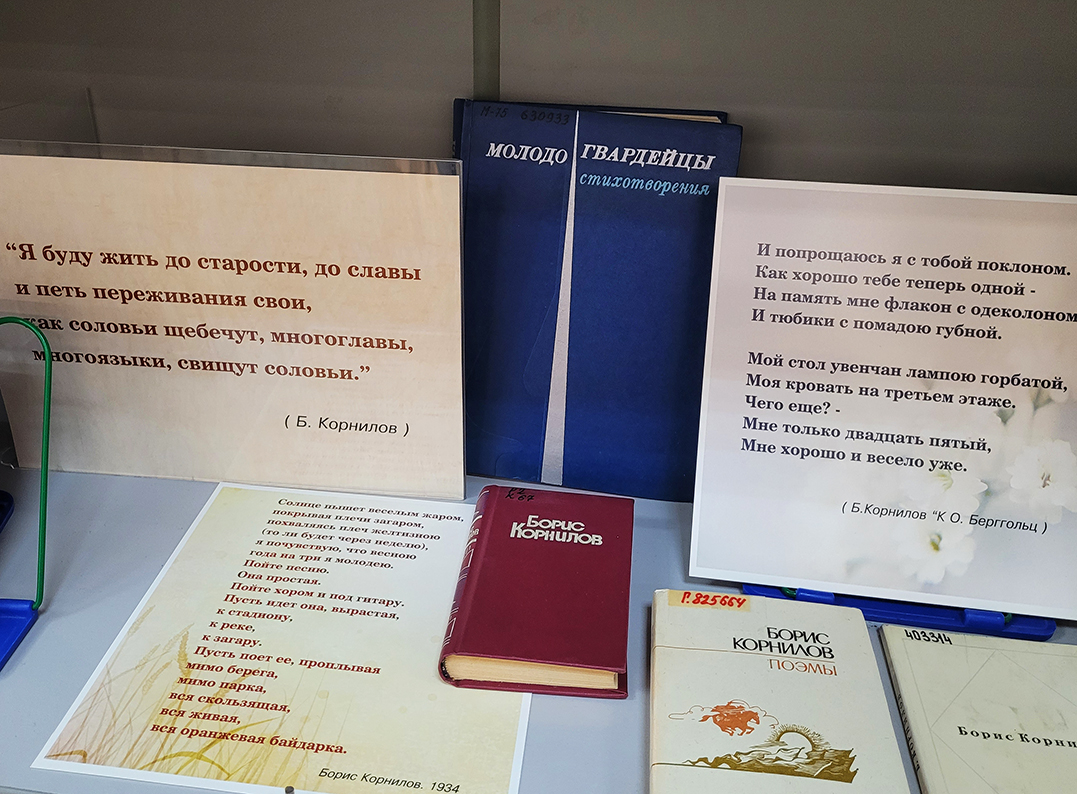 “Я буду жить до старости, до славы
и петь переживания свои,
как соловьи щебечут, многоглавы,
многоязыки, свищут соловьи.”
( Б. Корнилов )
М-75 630933
МОЛОДО ГВАРДЕЙЦЫ
стихотворения
И попрощаюсь я с тобой поклоном.
Как хорошо тебе теперь одной -
На память мне флакон с одеколоном
И тюбики с помадою губной.
Мой стол увенчан лампою горбатой,
Моя кровать на третьем этаже.
Чего еще? -
Мне только двадцать пятый,
Мне хорошо и весело уже.
( Б.Корнилов “К О. Берггольц )
Солнце пышет веселым жаром,
покрывая плечи загаром,
похваляясь плеч желтизною
(то ли будет через неделю),
я почувствую, что весною
года на три я молодею.
Пойте песню.
Она простая.
Пойте хором и под гитару.
Пусть идет она, вырастая,
к стадиону,
к реке,
к загару.
Пусть поет ее, проплывая
мимо берега,
мимо парка,
вся скользящая,
вся живая,
вся оранжевая байдарка.
Борис Корнилов. 1934
БОРИС
КОРНИЛОВ
Р.825664
БОРИС
КОРНИЛОВ
ПОЭМЫ
403314
Борис Корни